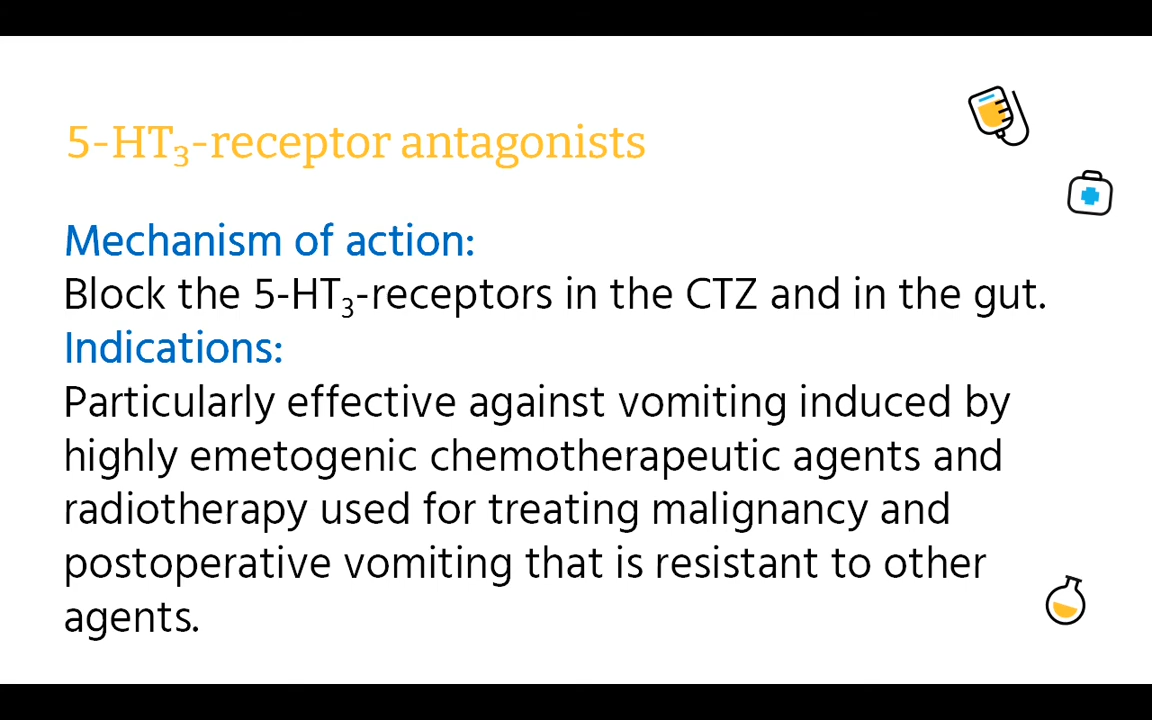 5-HT₃-receptor antagonists
Mechanism of action:
Block the 5-HT₃-receptors in the CTZ and in the gut.
Indications:
Particularly effective against vomiting induced by
highly emetogenic chemotherapeutic agents and
radiotherapy used for treating malignancy and
postoperative vomiting that is resistant to other
agents.